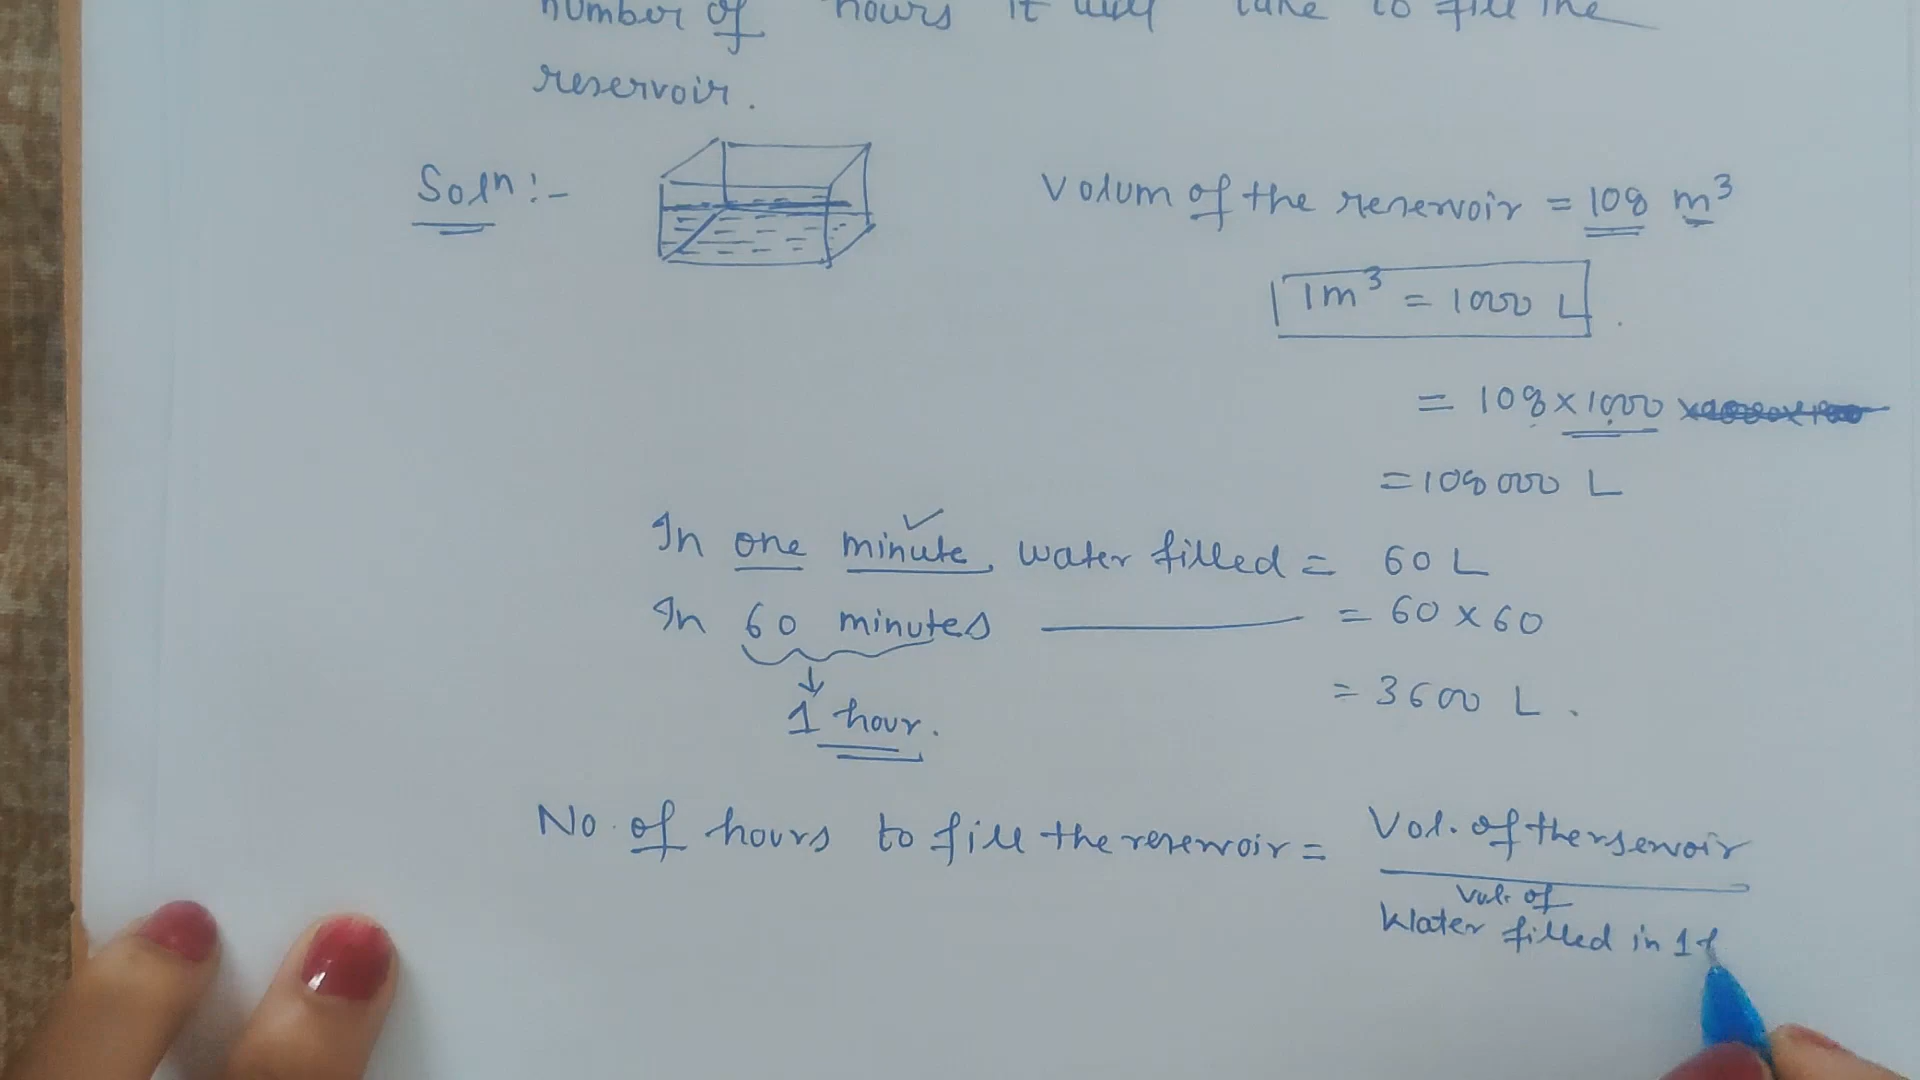 number of hours it will take to fill the
reservoir.
Soln :-
Volum of the reservoir = 108 m³
1m³ = 1000 L
= 108 × 1000
= 108000 L
In one minute, water filled = 60 L
In 60 minutes = 60 × 60
1 hour.
= 3600 L.
No. of hours to fill the reservoir = Vol. of the rservoir
Vol. of
Water filled in 1